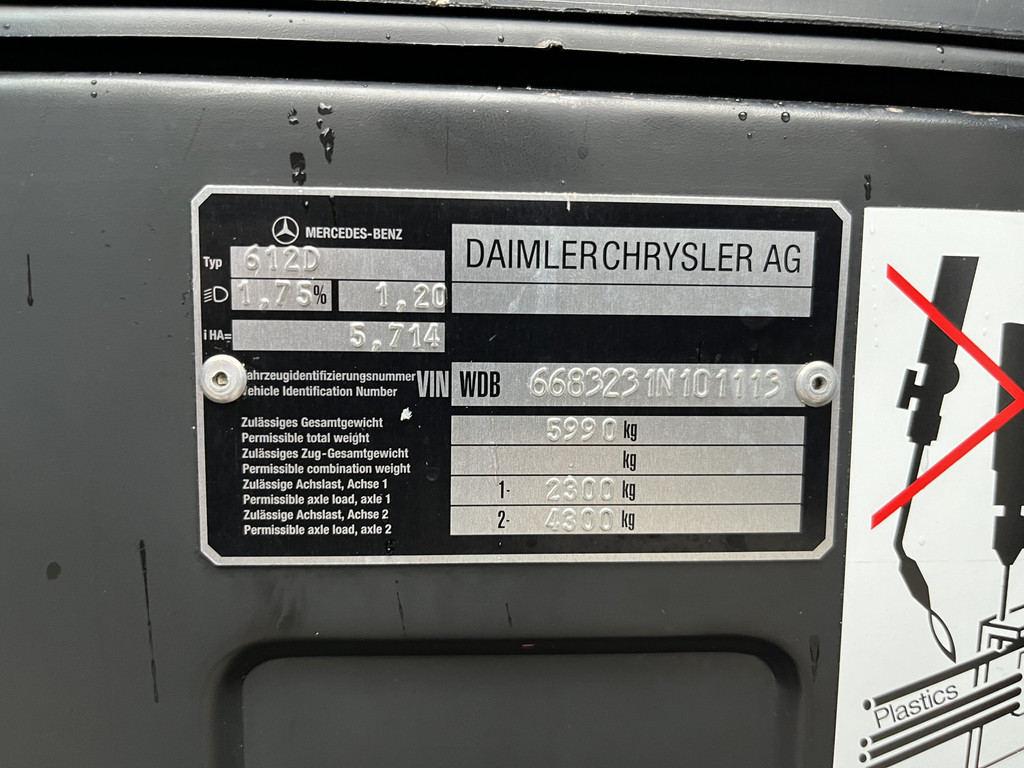 MERCEDES-BENZ
DAIMLERCHRYSLER AG
Typ 612D
1,75% 1,20
i HA= 5,714
ahrzeugidentifizierungsnummer
ehicle Identification Number
VIN WDB 6683231N101113
Zulässiges Gesamtgewicht
Permissible total weight
5990 kg
Zulässiges Zug-Gesamtgewicht
Permissible combination weight
kg
Zulässige Achslast, Achse 1
Permissible axle load, axle 1
1- 2300 kg
Zulässige Achslast, Achse 2
Permissible axle load, axle 2
2- 4300 kg
Plastics